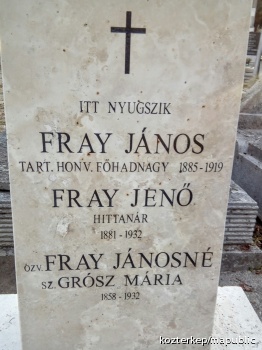 ITT NYUGSZIK
FRAY JÁNOS
TART. HONV. FŐHADNAGY 1885-1919
FRAY JENŐ
HITTANÁR
1881-1932
ÖZV. FRAY JÁNOSNÉ
SZ. GRÓSZ MÁRIA
1858-1932
kozterkep/mapublic